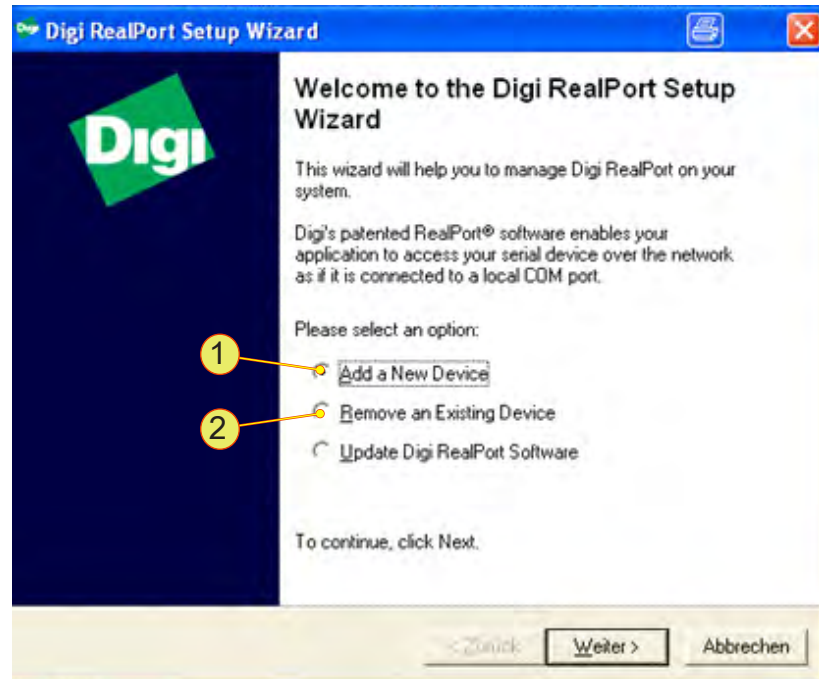 Digi RealPort Setup Wizard
Digi
Welcome to the Digi RealPort Setup
Wizard
This wizard will help you to manage Digi RealPort on your
system.
Digi's patented RealPort® software enables your
application to access your serial device over the network
as if it is connected to a local COM port.
Please select an option:
1
Add a New Device
2
Remove an Existing Device
Update Digi RealPort Software
To continue, click Next.
< Zurück Weiter > Abbrechen